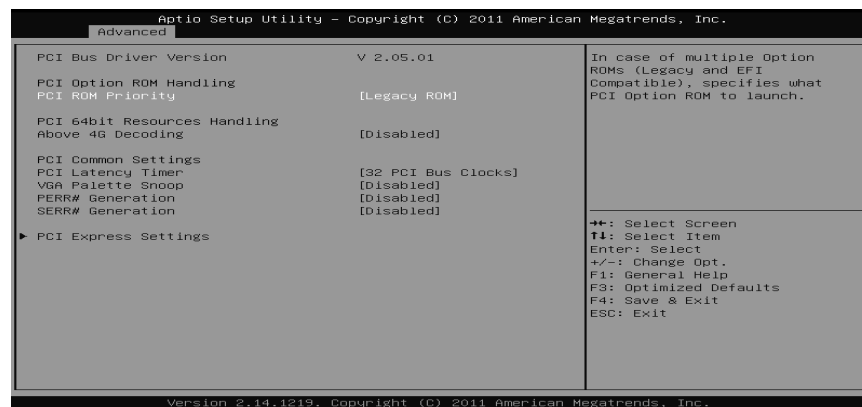 Aptio Setup Utility – Copyright (C) 2011 American Megatrends, Inc.
Advanced
PCI Bus Driver Version V 2.05.01
PCI Option ROM Handling
PCI ROM Priority [Legacy ROM]
PCI 64bit Resources Handling
Above 4G Decoding [Disabled]
PCI Common Settings
PCI Latency Timer [32 PCI Bus Clocks]
VGA Palette Snoop [Disabled]
PERR# Generation [Disabled]
SERR# Generation [Disabled]
▶ PCI Express Settings
In case of multiple Option
ROMs (Legacy and EFI
Compatible), specifies what
PCI Option ROM to launch.
→←: Select Screen
↑↓: Select Item
Enter: Select
+/-: Change Opt.
F1: General Help
F3: Optimized Defaults
F4: Save & Exit
ESC: Exit
Version 2.14.1219. Copyright (C) 2011 American Megatrends, Inc.